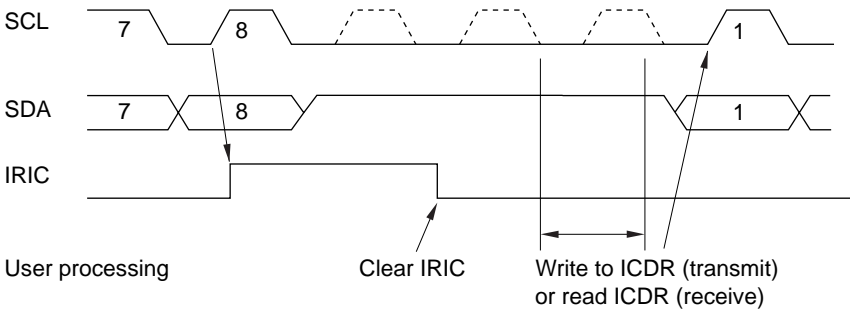 SCL 7 8 1
SDA 7 8 1
IRIC
User processing Clear IRIC Write to ICDR (transmit)
or read ICDR (receive)